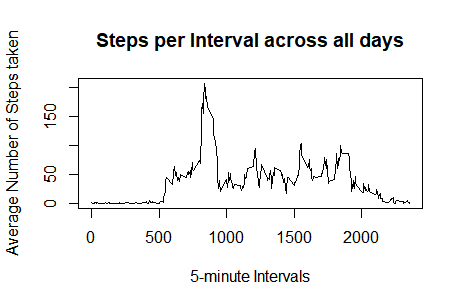 Steps per Interval across all days
Average Number of Steps taken
150
50
0
0
500
1000
1500
2000
5-minute Intervals